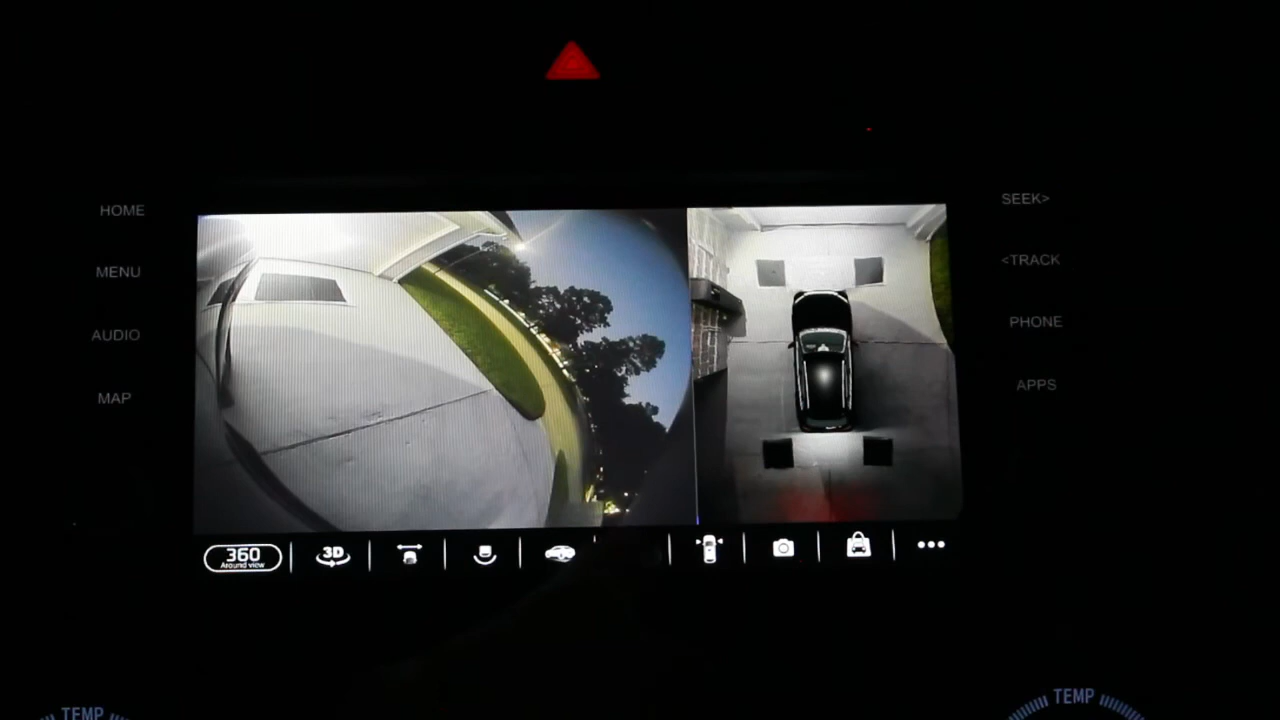 HOME
MENU
AUDIO
MAP
SEEK>
<TRACK
PHONE
APPS
360
Around view
3D
TEMP
TEMP